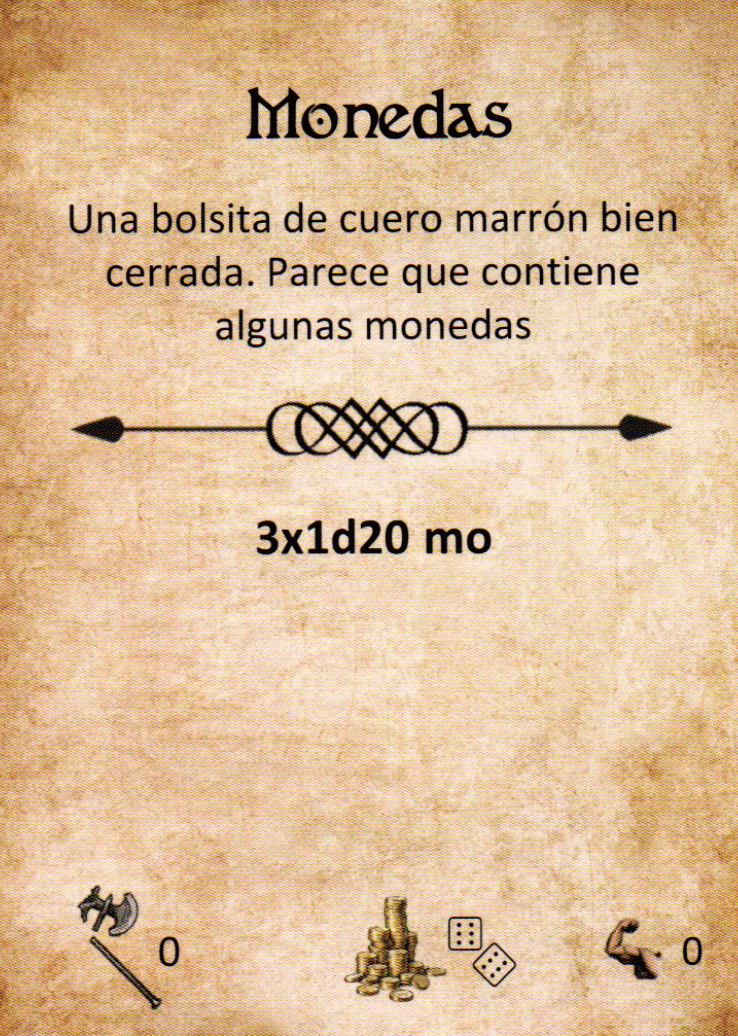 Monedas
Una bolsita de cuero marrón bien
cerrada. Parece que contiene
algunas monedas
3x1d20 mo
0
0